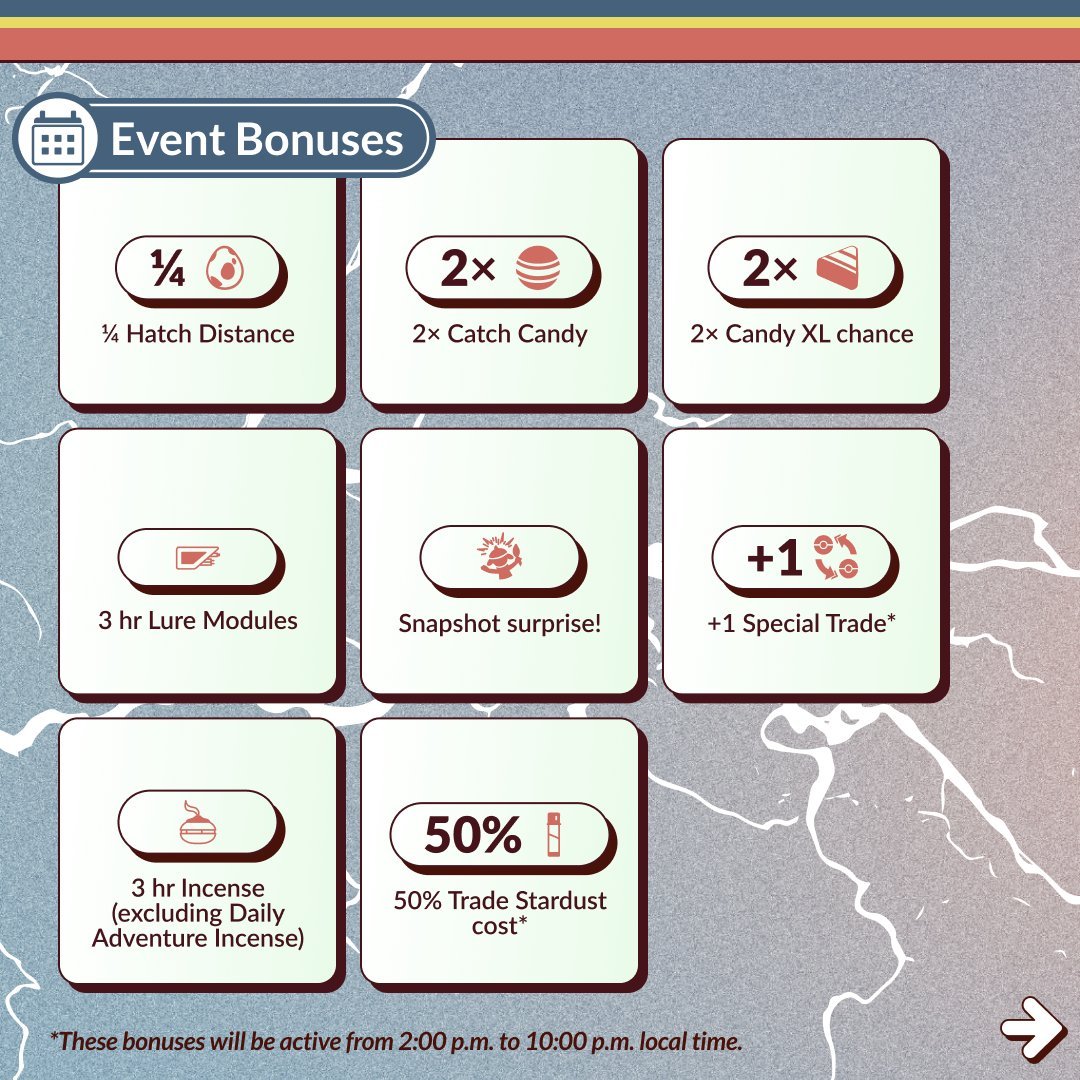 Event Bonuses
¼
¼ Hatch Distance
2×
2× Catch Candy
2×
2× Candy XL chance
3 hr Lure Modules
Snapshot surprise!
+1
+1 Special Trade*
3 hr Incense
(excluding Daily
Adventure Incense)
50%
50% Trade Stardust
cost*
*These bonuses will be active from 2:00 p.m. to 10:00 p.m. local time.